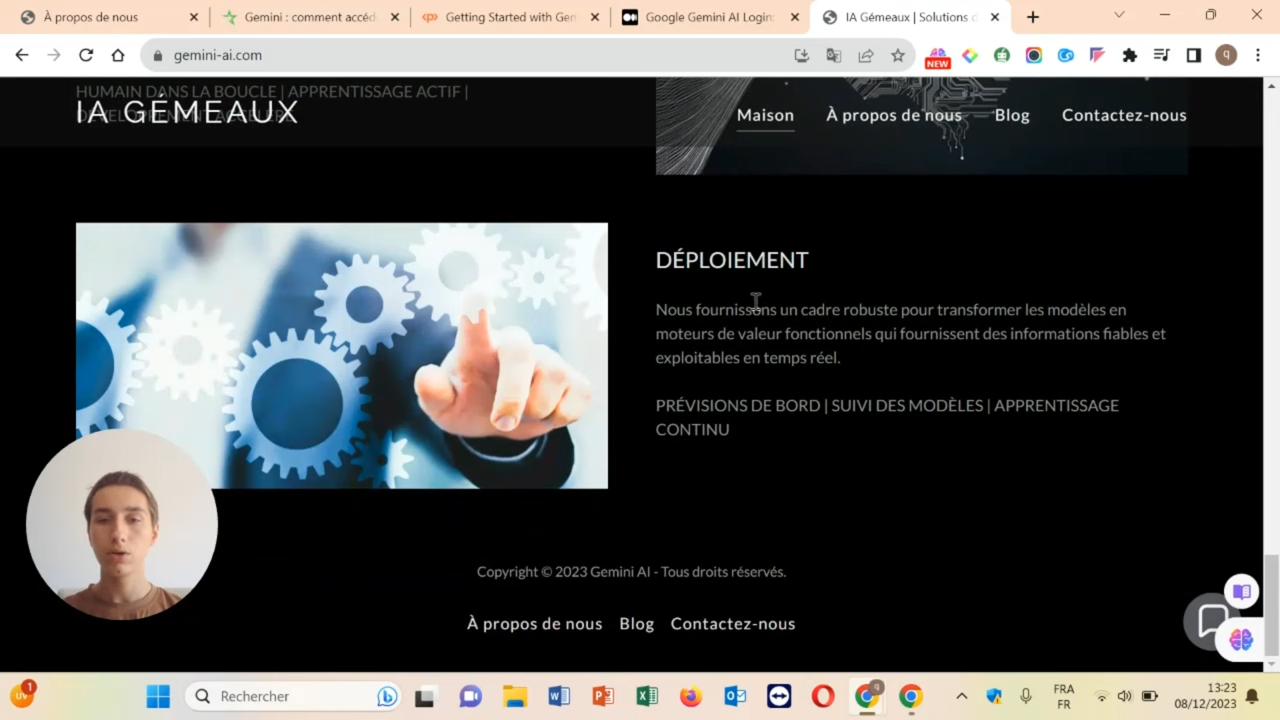 À propos de nous
Gemini : comment accéd
Getting Started with Gem
Google Gemini AI Login:
IA Gémeaux | Solutions d
gemini-ai.com
NEW
q
HUMAIN DANS LA BOUCLE | APPRENTISSAGE ACTIF |
IA GÉMEAUX
Maison À propos de nous Blog Contactez-nous
DÉPLOIEMENT
Nous fournissons un cadre robuste pour transformer les modèles en
moteurs de valeur fonctionnels qui fournissent des informations fiables et
exploitables en temps réel.
PRÉVISIONS DE BORD | SUIVI DES MODÈLES | APPRENTISSAGE
CONTINU
Copyright © 2023 Gemini AI - Tous droits réservés.
À propos de nous Blog Contactez-nous
UV 1
Rechercher
q
FRA
FR
13:23
08/12/2023